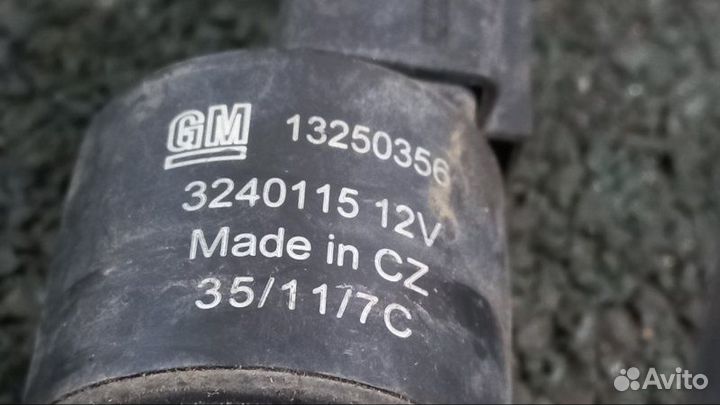 GM 13250356
3240115 12V
Made in CZ
35/11/7C
Avito